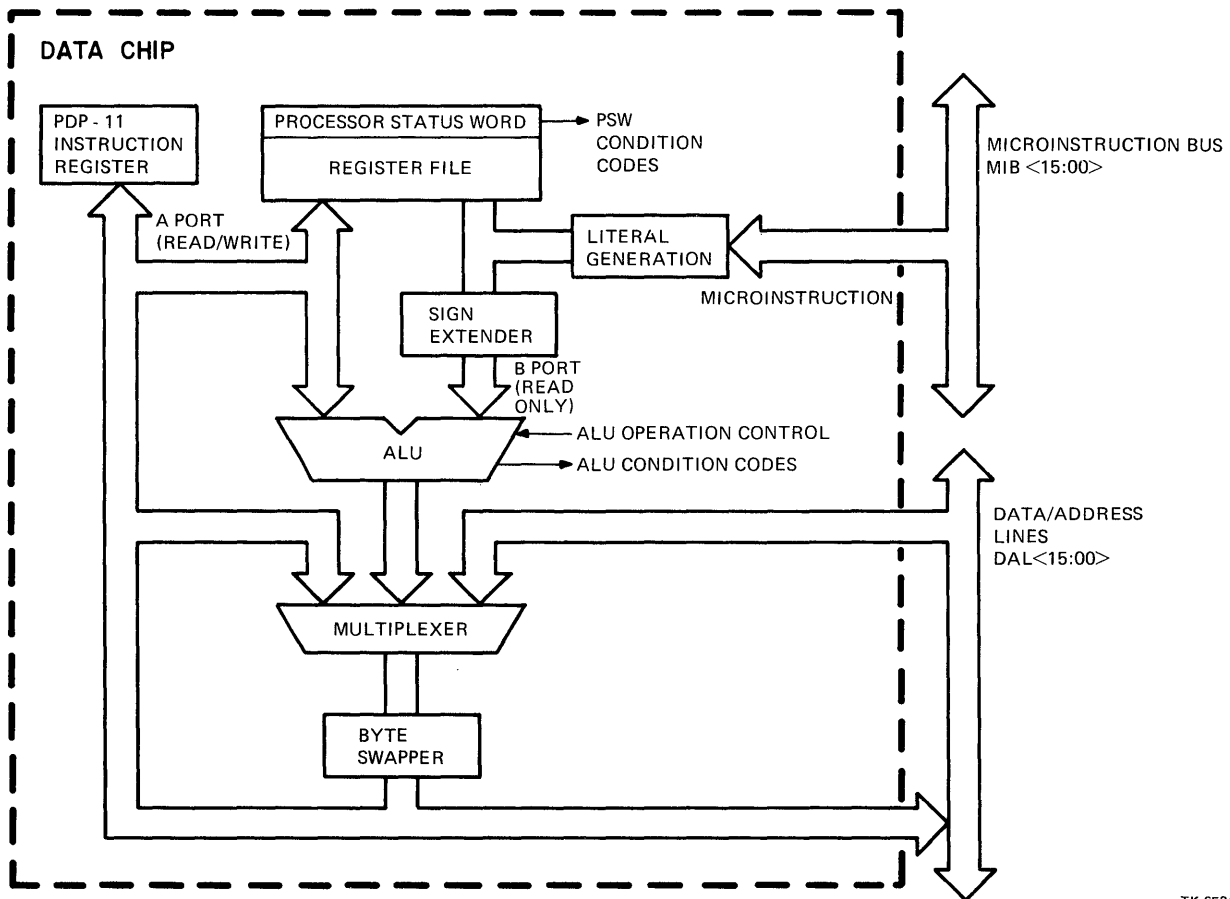 DATA CHIP
PDP - 11
INSTRUCTION
REGISTER
PROCESSOR STATUS WORD
REGISTER FILE
PSW
CONDITION
CODES
MICROINSTRUCTION BUS
MIB <15:00>
A PORT
(READ/WRITE)
LITERAL
GENERATION
MICROINSTRUCTION
SIGN
EXTENDER
B PORT
(READ
ONLY)
ALU
ALU OPERATION CONTROL
ALU CONDITION CODES
DATA/ADDRESS
LINES
DAL<15:00>
MULTIPLEXER
BYTE
SWAPPER